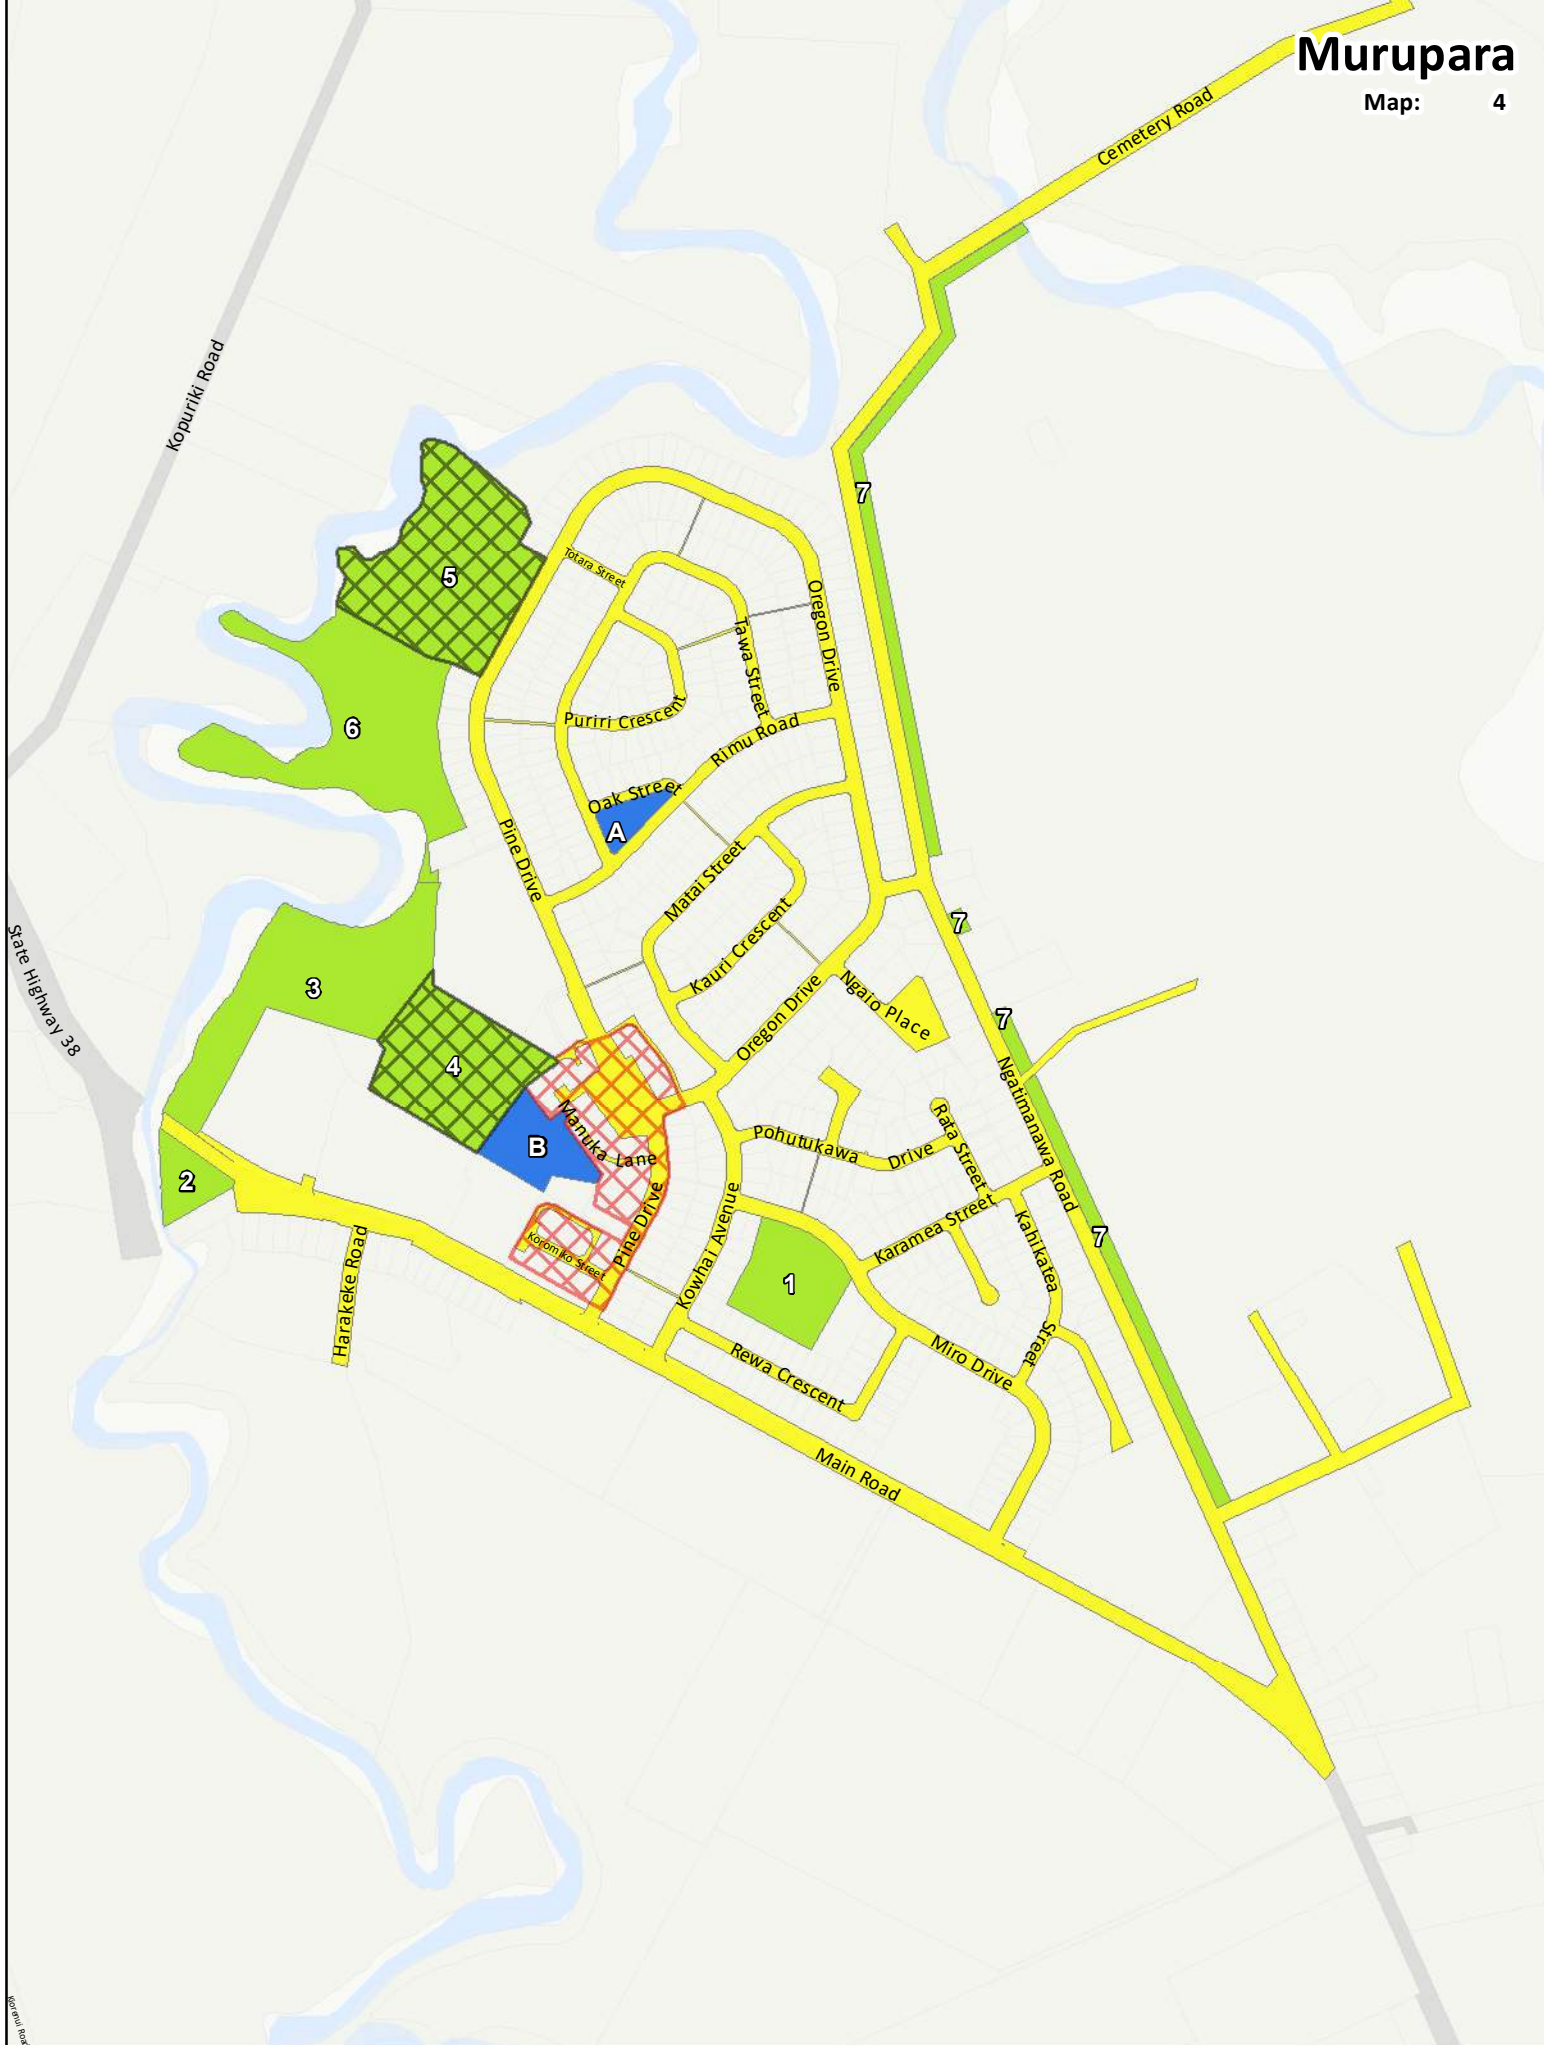 Murupara
Map: 4
Cemetery Road
Kopuriki Road
7
5
Totara Street
Oregon Drive
Tawa Street
6
Puriri Crescent
Rimu Road
Oak Street
A
Pine Drive
Matai Street
Kauri Crescent
7
State Highway 38
3
Ngaio Place
Oregon Drive
7
4
Ngatimanawa Road
Manuka Lane
B
Pohutukawa Drive
Rata Street
2
Pine Drive
Kowhai Avenue
Karamea Street
Kahikatea Street
7
Koromiko Street
Harakeke Road
1
Miro Drive
Rewa Crescent
Main Road